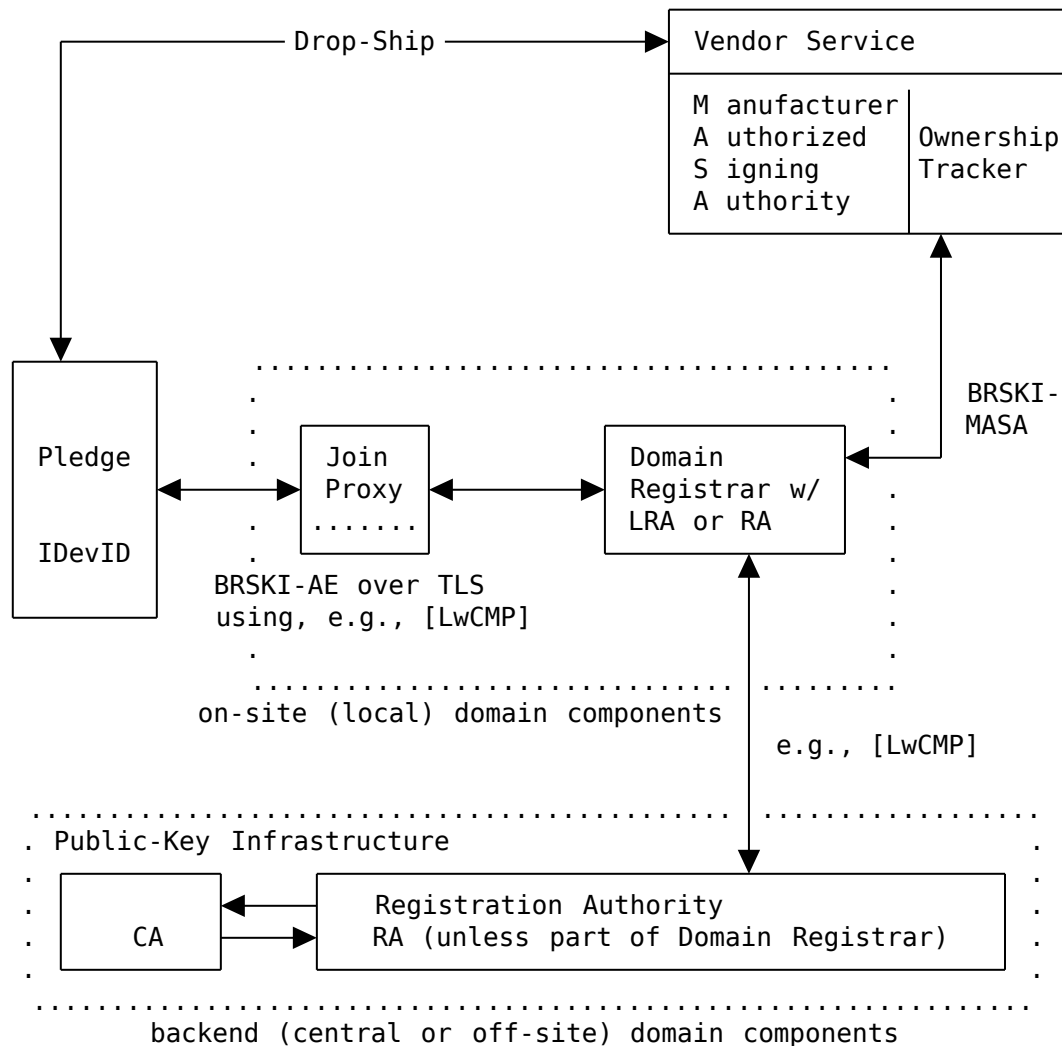 Drop-Ship
Vendor Service
M anufacturer
A uthorized
S igning
A uthority
Ownership
Tracker
BRSKI-
MASA
Pledge
IDevID
Join
Proxy
.......
Domain
Registrar w/
LRA or RA
BRSKI-AE over TLS
using, e.g., [LwCMP]
on-site (local) domain components
e.g., [LwCMP]
Public-Key Infrastructure
CA
Registration Authority
RA (unless part of Domain Registrar)
backend (central or off-site) domain components